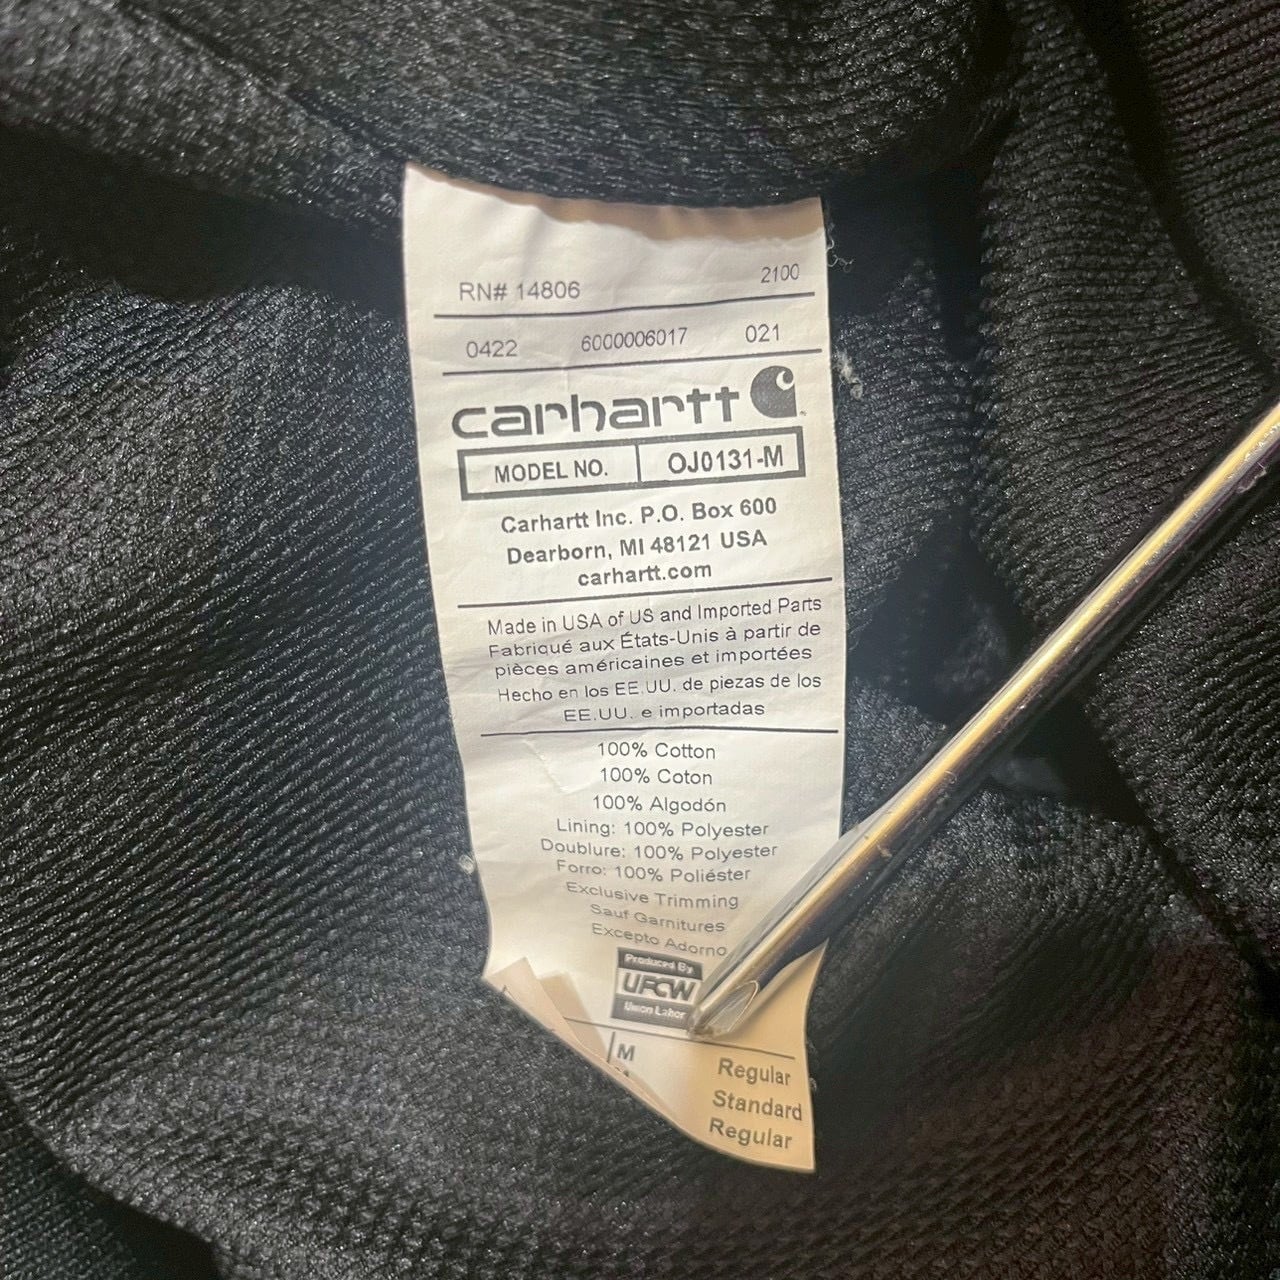 RN# 14806 2100
0422 6000006017 021
carhartt
MODEL NO. OJ0131-M
Carhartt Inc. P.O. Box 600
Dearborn, MI 48121 USA
carhartt.com
Made in USA of US and Imported Parts
Fabriqué aux États-Unis à partir de
pièces américaines et importées
Hecho en los EE.UU. de piezas de los
EE.UU. e importadas
100% Cotton
100% Coton
100% Algodón
Lining: 100% Polyester
Doublure: 100% Polyester
Forro: 100% Poliéster
Exclusive Trimming
Sauf Garnitures
Excepto Adorno
Produced By
UFCW
Union Labor
M Regular
Standard
Regular